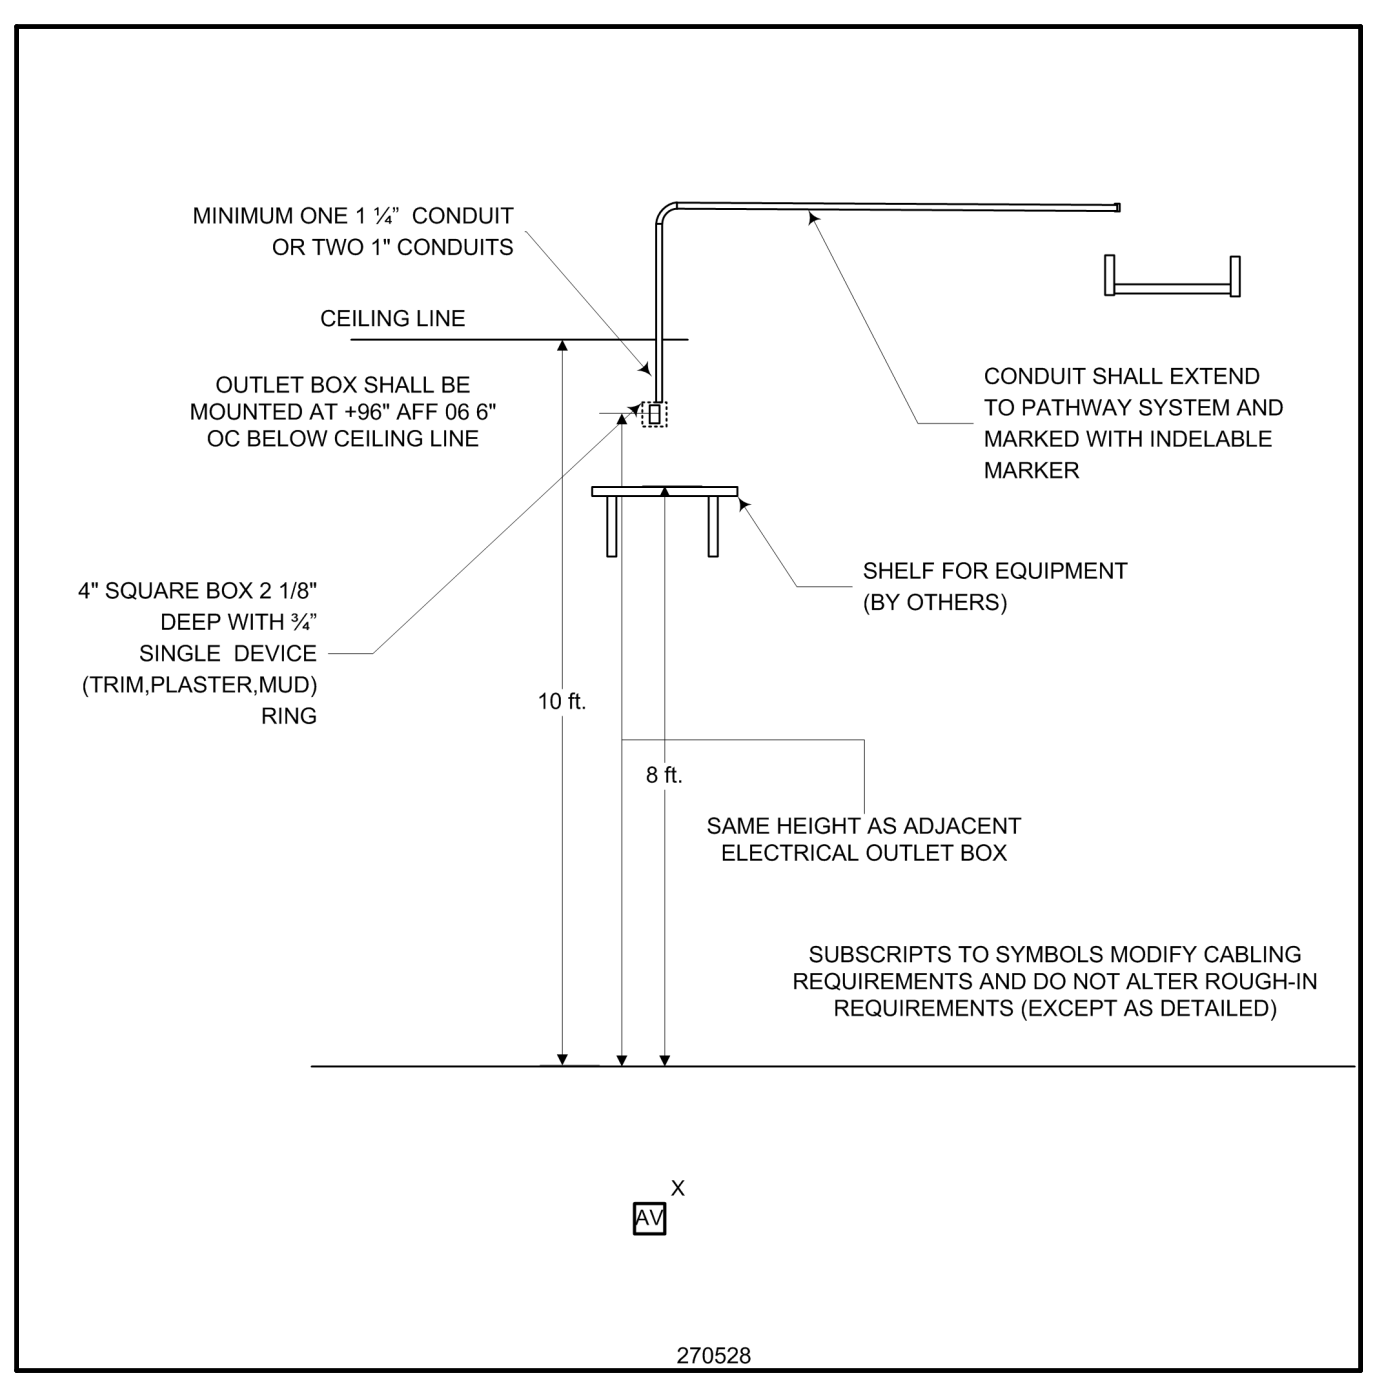 MINIMUM ONE 1 ¼” CONDUIT
OR TWO 1" CONDUITS
CEILING LINE
OUTLET BOX SHALL BE
MOUNTED AT +96" AFF 06 6"
OC BELOW CEILING LINE
CONDUIT SHALL EXTEND
TO PATHWAY SYSTEM AND
MARKED WITH INDELABLE
MARKER
SHELF FOR EQUIPMENT
(BY OTHERS)
4" SQUARE BOX 2 1/8"
DEEP WITH ¾”
SINGLE DEVICE
(TRIM,PLASTER,MUD)
RING
10 ft.
8 ft.
SAME HEIGHT AS ADJACENT
ELECTRICAL OUTLET BOX
SUBSCRIPTS TO SYMBOLS MODIFY CABLING
REQUIREMENTS AND DO NOT ALTER ROUGH-IN
REQUIREMENTS (EXCEPT AS DETAILED)
X
AV
270528